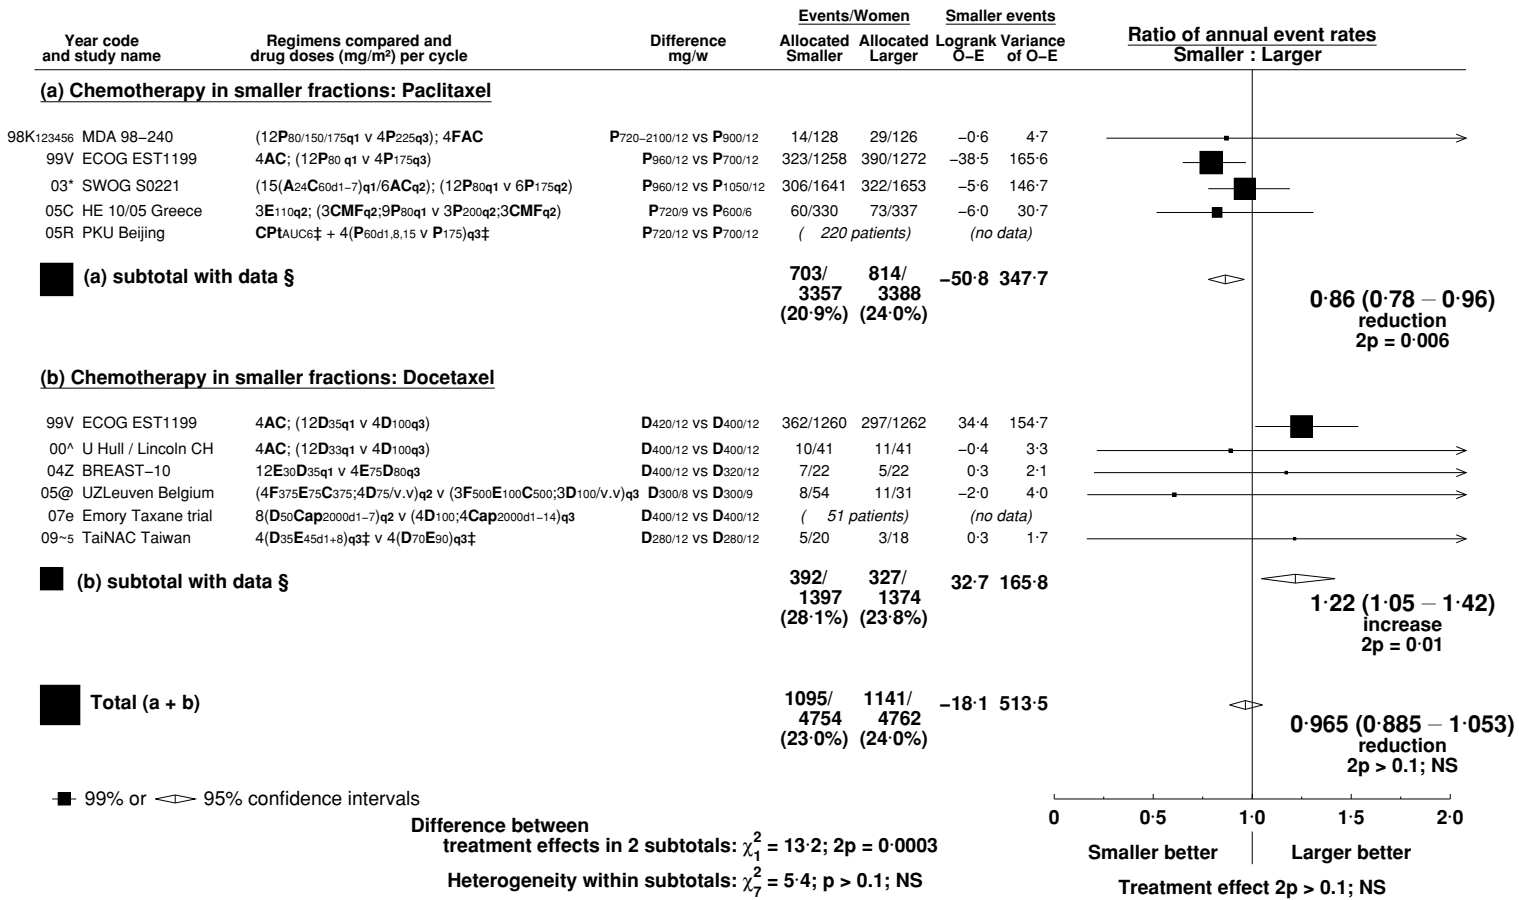 Events/Women Smaller events
Year code Regimens compared and Difference Allocated Allocated Logrank Variance Ratio of annual event rates
and study name drug doses (mg/m²) per cycle mg/w Smaller Larger O−E of O−E Smaller : Larger
(a) Chemotherapy in smaller fractions: Paclitaxel
98K123456 MDA 98−240 (12P80/150/175q1 v 4P225q3); 4FAC P720−2100/12 VS P900/12 14/128 29/126 −0·6 4·7
99V ECOG EST1199 4AC; (12P80 q1 v 4P175q3) P960/12 VS P700/12 323/1258 390/1272 −38·5 165·6
03* SWOG S0221 (15(A24C60d1−7)q1/6ACq2); (12P80q1 v 6P175q2) P960/12 VS P1050/12 306/1641 322/1653 −5·6 146·7
05C HE 10/05 Greece 3E110q2; (3CMFq2;9P80q1 v 3P200q2;3CMFq2) P720/9 VS P600/6 60/330 73/337 −6·0 30·7
05R PKU Beijing CPtAUC6‡ + 4(P60d1,8,15 v P175)q3‡ P720/12 VS P700/12 ( 220 patients) (no data)
(a) subtotal with data § 703/ 814/ −50·8 347·7
3357 3388
(20·9%) (24·0%)
0·86 (0·78 − 0·96)
reduction
2p = 0·006
(b) Chemotherapy in smaller fractions: Docetaxel
99V ECOG EST1199 4AC; (12D35q1 v 4D100q3) D420/12 VS D400/12 362/1260 297/1262 34·4 154·7
00^ U Hull / Lincoln CH 4AC; (12D33q1 v 4D100q3) D400/12 VS D400/12 10/41 11/41 −0·4 3·3
04Z BREAST−10 12E30D35q1 v 4E75D80q3 D400/12 VS D320/12 7/22 5/22 0·3 2·1
05@ UZLeuven Belgium (4F375E75C375;4D75/v.v)q2 v (3F500E100C500;3D100/v.v)q3 D300/8 VS D300/9 8/54 11/31 −2·0 4·0
07e Emory Taxane trial 8(D50Cap2000d1−7)q2 v (4D100;4Cap2000d1−14)q3 D400/12 VS D400/12 ( 51 patients) (no data)
09~5 TaiNAC Taiwan 4(D35E45d1+8)q3‡ v 4(D70E90)q3‡ D280/12 VS D280/12 5/20 3/18 0·3 1·7
(b) subtotal with data § 392/ 327/ 32·7 165·8
1397 1374
(28·1%) (23·8%)
1·22 (1·05 − 1·42)
increase
2p = 0·01
Total (a + b) 1095/ 1141/ −18·1 513·5
4754 4762
(23·0%) (24·0%)
0·965 (0·885 − 1·053)
reduction
2p > 0.1; NS
99% or 95% confidence intervals
0 0·5 1·0 1·5 2·0
Difference between
treatment effects in 2 subtotals: χ²₁ = 13·2; 2p = 0·0003
Smaller better Larger better
Heterogeneity within subtotals: χ²₇ = 5·4; p > 0.1; NS
Treatment effect 2p > 0.1; NS